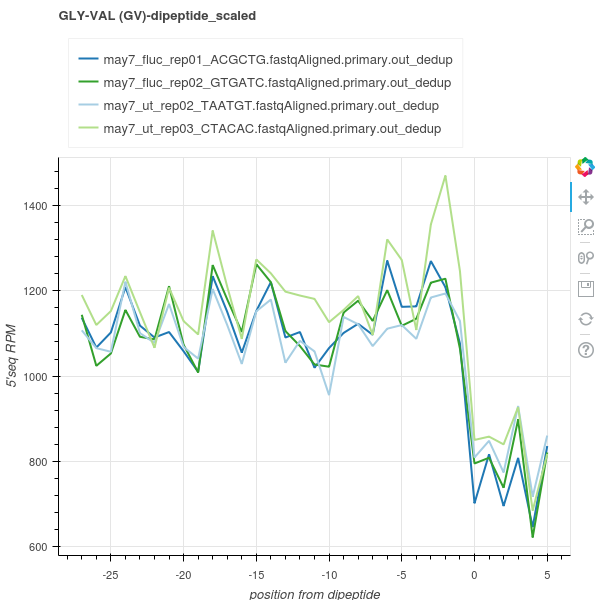 GLY-VAL (GV)-dipeptide_scaled
may7_fluc_rep01_ACGCTG.fastqAligned.primary.out_dedup
may7_fluc_rep02_GTGATC.fastqAligned.primary.out_dedup
may7_ut_rep02_TAATGT.fastqAligned.primary.out_dedup
may7_ut_rep03_CTACAC.fastqAligned.primary.out_dedup
1400
1200
1000
800
600
5'seq RPM
-25 -20 -15 -10 -5 0 5
position from dipeptide